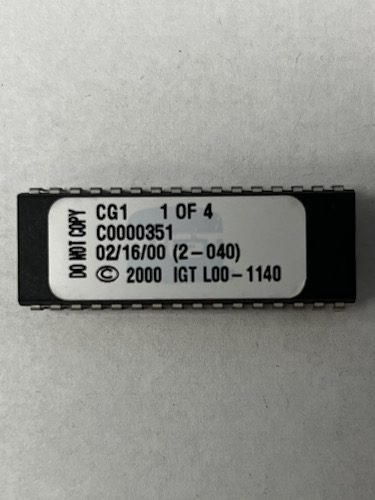 DO NOT COPY
CG1 1 OF 4
C0000351
02/16/00 (2-040)
© 2000 IGT L00-1140